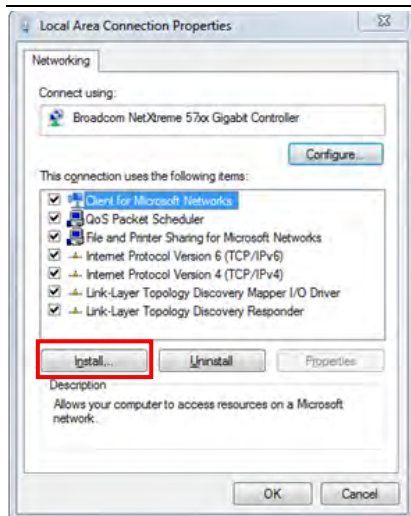 Local Area Connection Properties
Networking
Connect using:
Broadcom NetXtreme 57xx Gigabit Controller
Configure...
This connection uses the following items:
Client for Microsoft Networks
QoS Packet Scheduler
File and Printer Sharing for Microsoft Networks
Internet Protocol Version 6 (TCP/IPv6)
Internet Protocol Version 4 (TCP/IPv4)
Link-Layer Topology Discovery Mapper I/O Driver
Link-Layer Topology Discovery Responder
Install... Uninstall Properties
Description
Allows your computer to access resources on a Microsoft
network.
OK Cancel